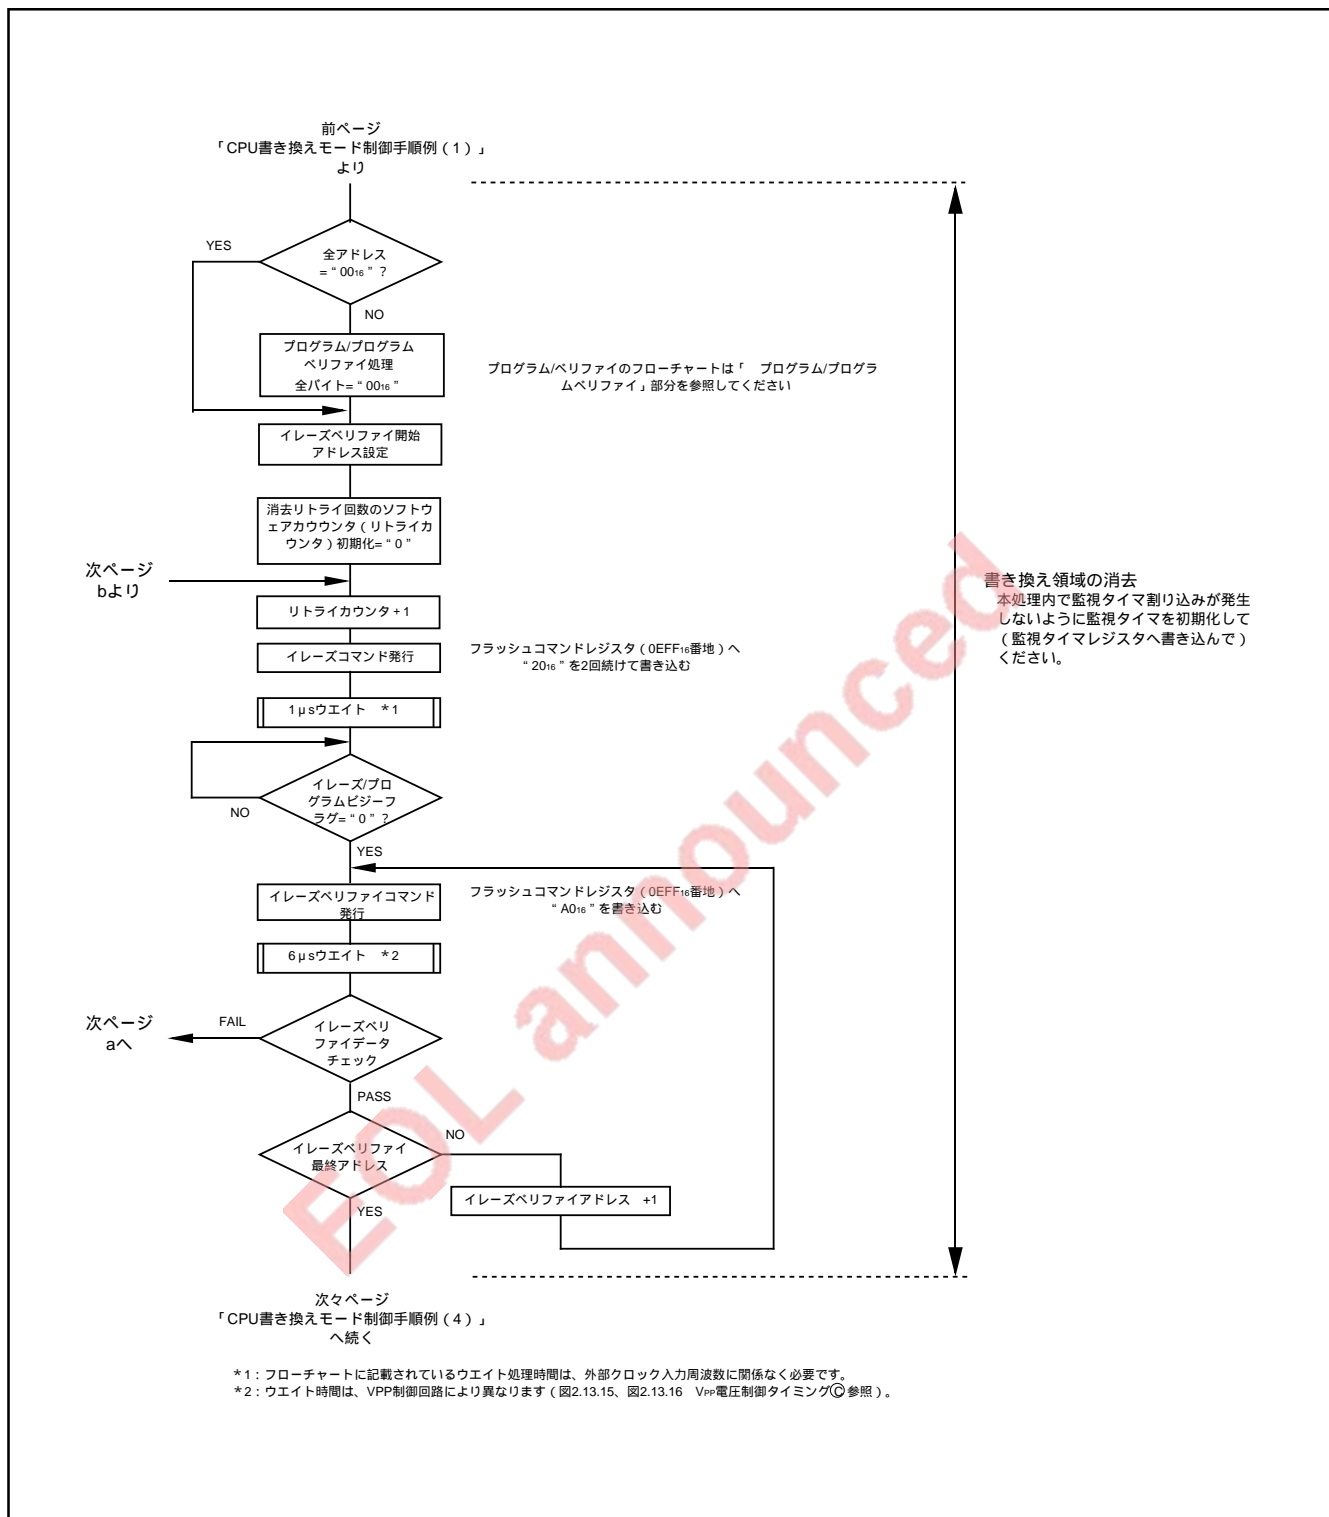 前ページ
「CPU書き換えモード制御手順例（1）」
より
YES
全アドレス
= “ 0016 ” ？
NO
プログラム/プログラム
ベリファイ処理
全バイト= “ 0016 ”
プログラム/ベリファイのフローチャートは「　プログラム/プログラ
ムベリファイ」部分を参照してください
イレーズベリファイ開始
アドレス設定
消去リトライ回数のソフトウ
ェアカウウンタ（リトライカ
ウンタ）初期化= “ 0 ”
次ページ
bより
リトライカウンタ + 1
イレーズコマンド発行
フラッシュコマンドレジスタ（0EFF16番地）へ
“ 2016 ” を2回続けて書き込む
1μsウエイト　*1
イレーズ/プロ
グラムビジーフ
ラグ= “ 0 ” ？
NO
YES
イレーズベリファイコマンド
発行
フラッシュコマンドレジスタ（0EFF16番地）へ
“ A016 ” を書き込む
6μsウエイト　*2
次ページ
aへ
FAIL
イレーズベリ
ファイデータ
チェック
PASS
イレーズベリファイ
最終アドレス
NO
イレーズベリファイアドレス　+1
YES
次々ページ
「CPU書き換えモード制御手順例（4）」
へ続く
書き換え領域の消去
本処理内で監視タイマ割り込みが発生
しないように監視タイマを初期化して
（監視タイマレジスタへ書き込んで）
ください。
*1：フローチャートに記載されているウエイト処理時間は、外部クロック入力周波数に関係なく必要です。
*2：ウエイト時間は、VPP制御回路により異なります（図2.13.15、図2.13.16　VPP電圧制御タイミングⒸ参照）。
EOL announced